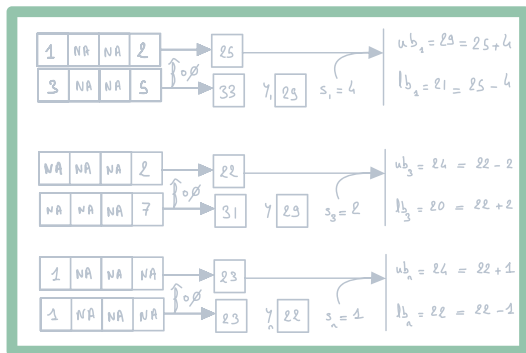 1 NA NA 2 25 ub₁ = 29 = 25+4
3 NA NA 5 0∅ 33 y₁ 29 s₁ = 4 lb₁ = 21 = 25 - 4
NA NA NA 2 22 ub₃ = 24 = 22 - 2
NA NA NA 7 0∅ 31 y 29 s₃ = 2 lb₃ = 20 = 22 + 2
1 NA NA NA 23 ubₙ = 24 = 22 + 1
1 NA NA NA 0∅ 23 yₙ 22 sₙ = 1 lbₙ = 22 = 22 - 1